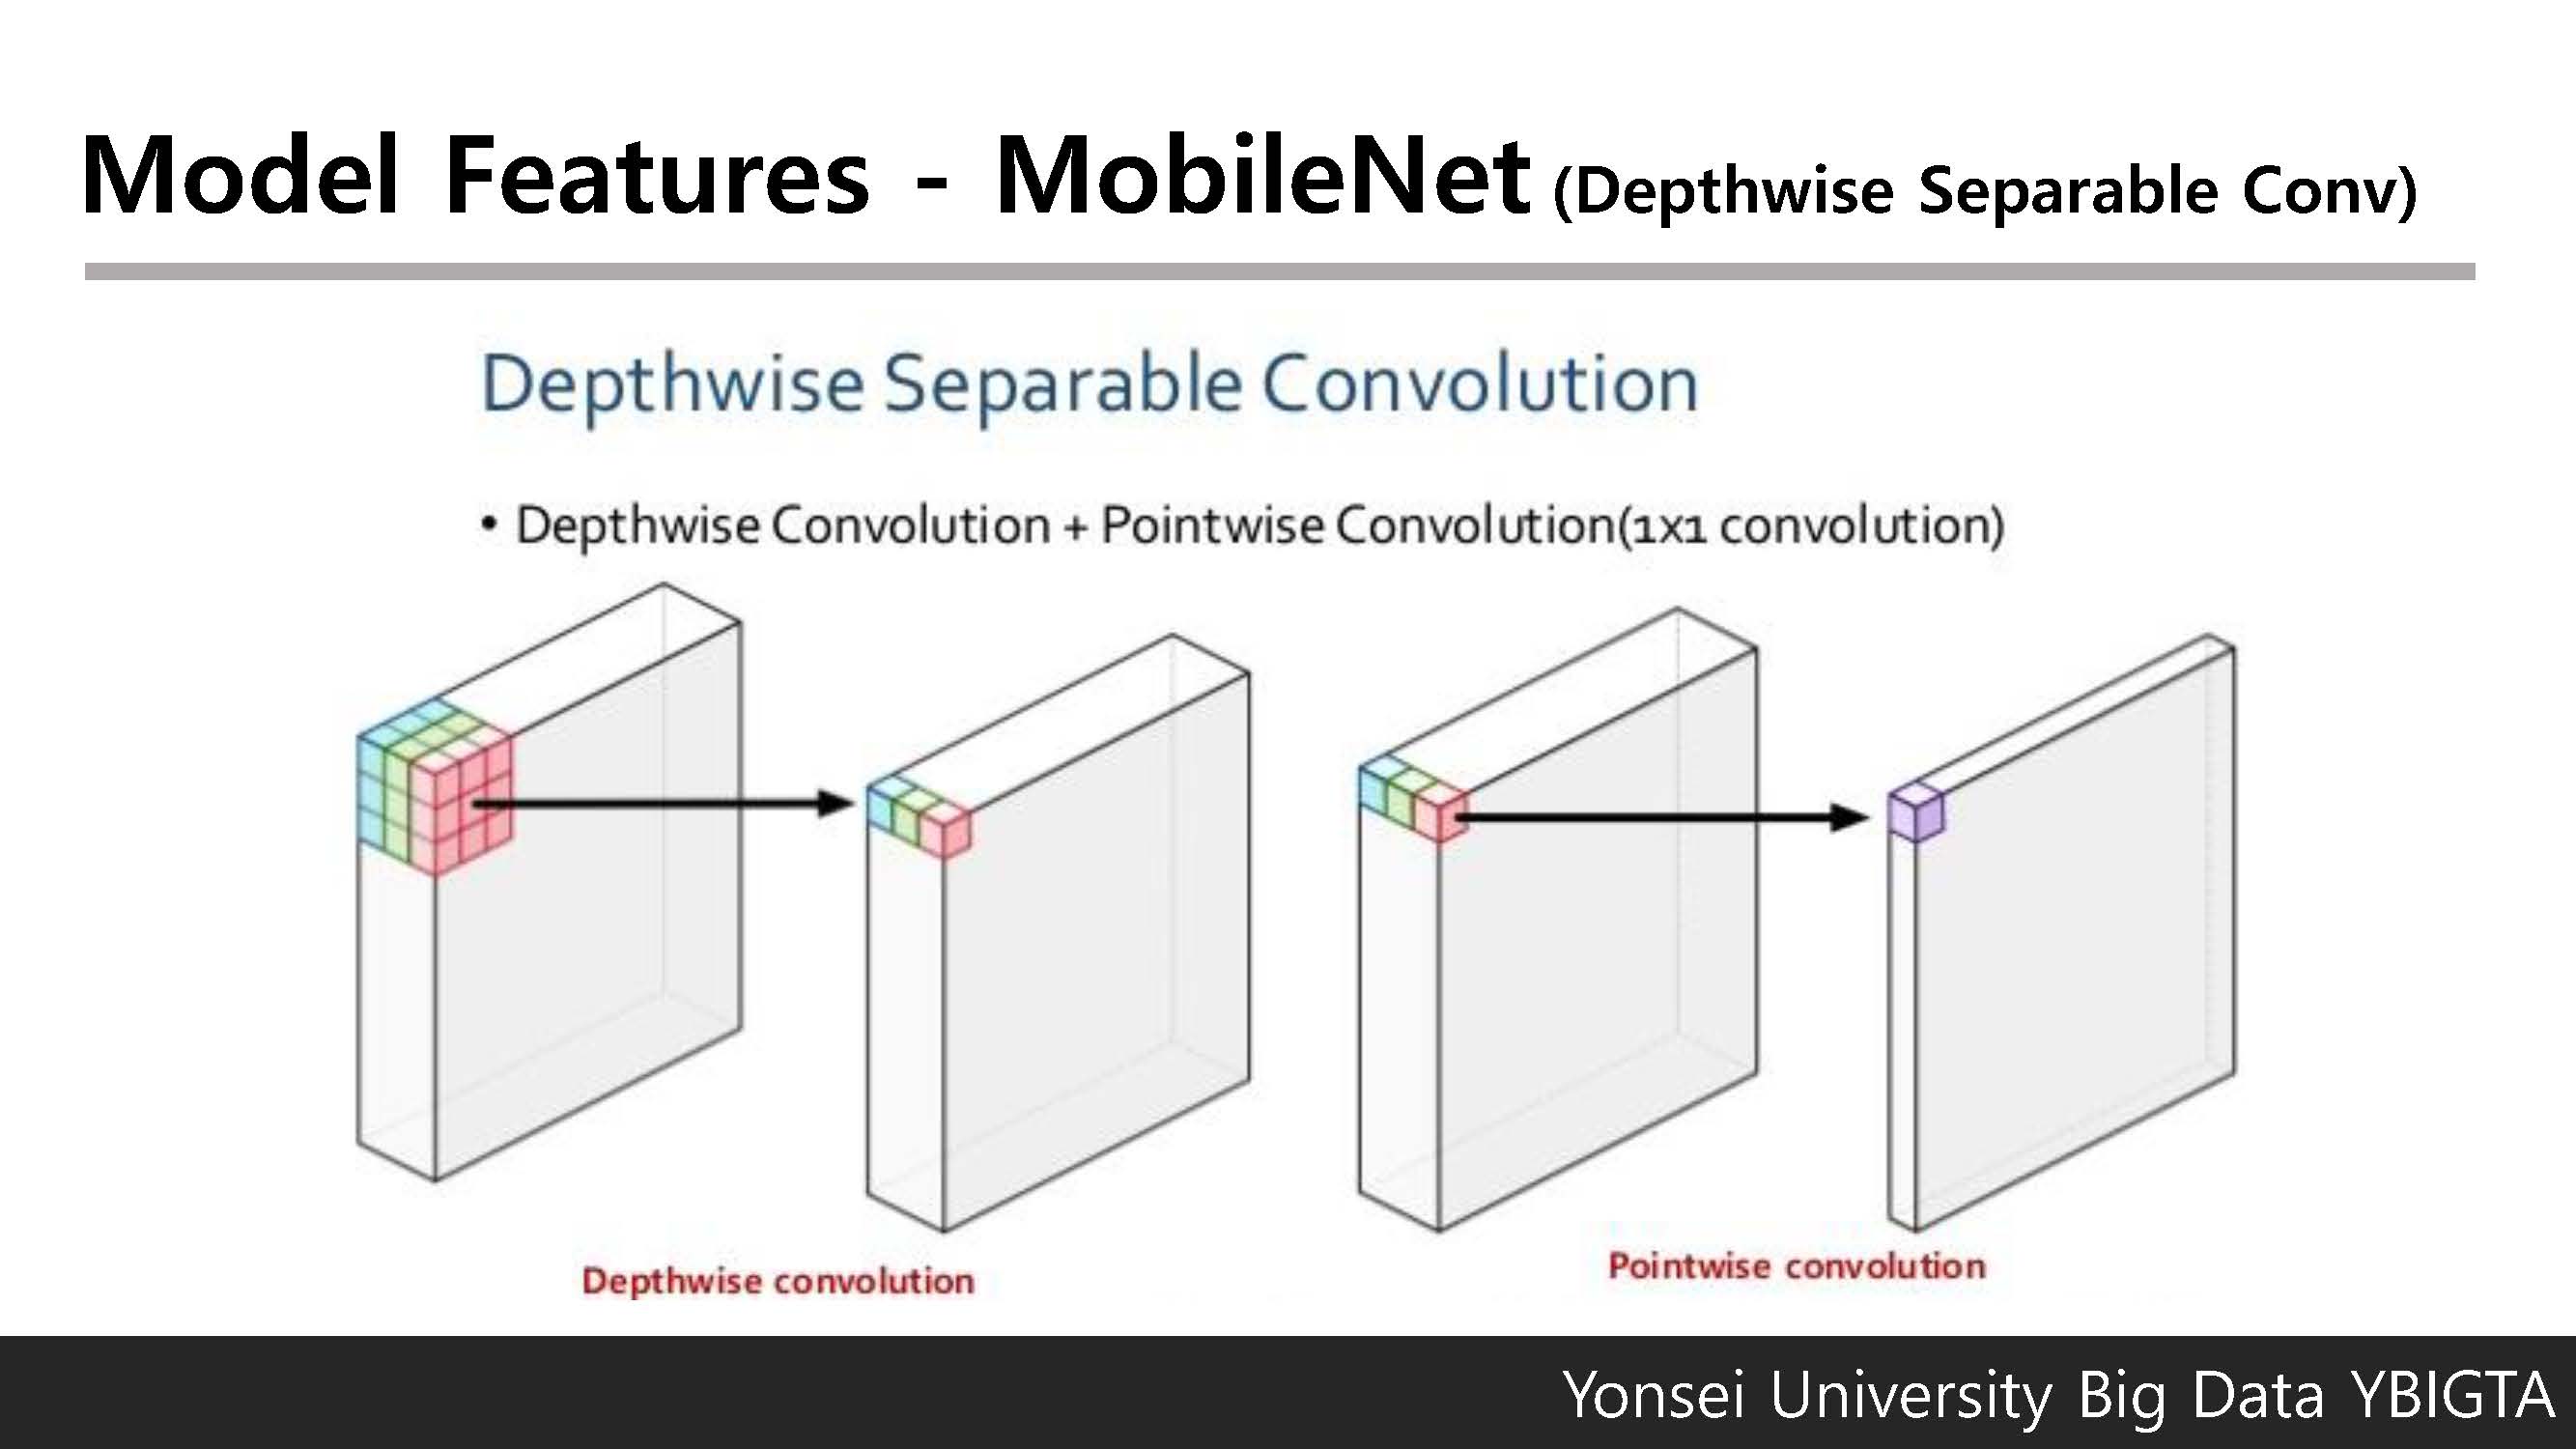 Model Features - MobileNet (Depthwise Separable Conv)
Depthwise Separable Convolution
• Depthwise Convolution + Pointwise Convolution(1x1 convolution)
Depthwise convolution
Pointwise convolution
Yonsei University Big Data YBIGTA